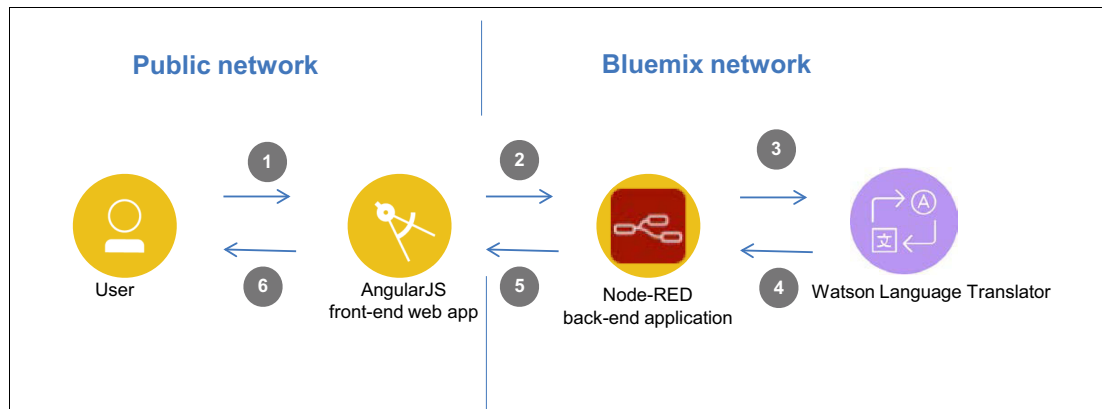 Public network
Bluemix network
1
2
3
A
文
6
5
4
User
AngularJS
front-end web app
Node-RED
back-end application
Watson Language Translator